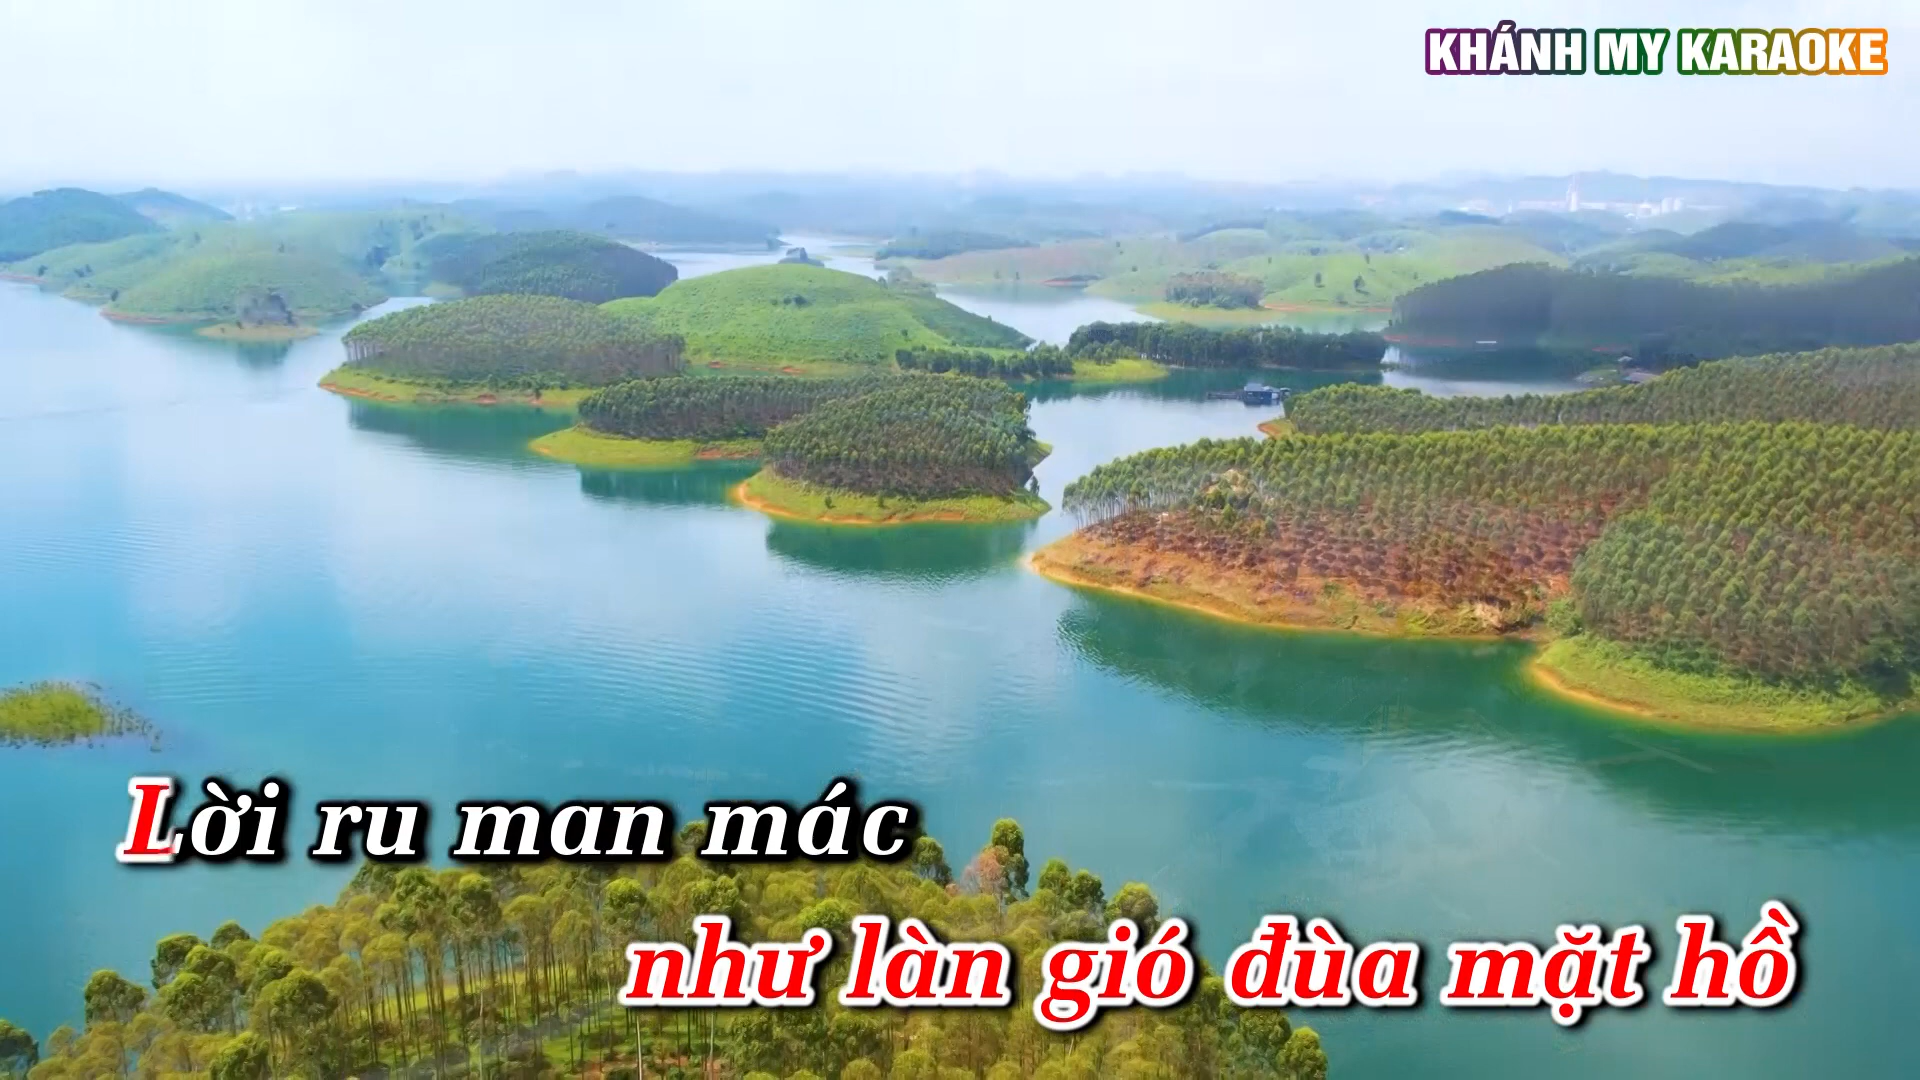 KHÁNH MY KARAOKE
Lời ru man mác
như làn gió đùa mặt hồ